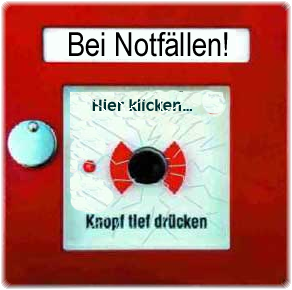 Bei Notfällen!
Hier klicken...
Knopf tief drücken